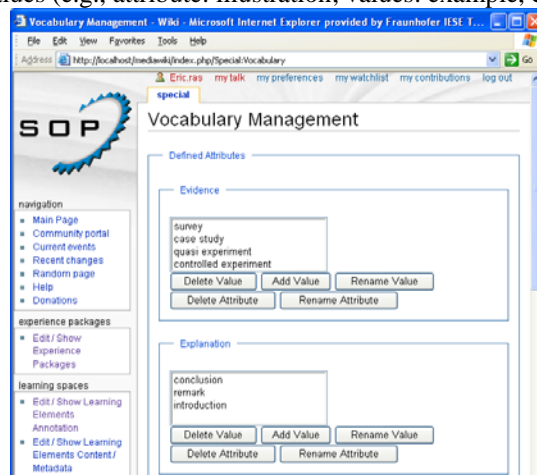 Vocabulary Management - Wiki - Microsoft Internet Explorer provided by Fraunhofer IESE T...
File Edit View Favorites Tools Help
Address http://localhost/mediawiki/index.php/Special:Vocabulary Go
Eric.ras my talk my preferences my watchlist my contributions log out
special
SOP
Vocabulary Management
Defined Attributes
Evidence
survey
case study
quasi experiment
controlled experiment
Delete Value Add Value Rename Value
Delete Attribute Rename Attribute
Explanation
conclusion
remark
introduction
Delete Value Add Value Rename Value
Delete Attribute Rename Attribute
navigation
Main Page
Community portal
Current events
Recent changes
Random page
Help
Donations
experience packages
Edit / Show
Experience
Packages
learning spaces
Edit / Show Learning
Elements
Annotation
Edit / Show Learning
Elements Content /
Metadata